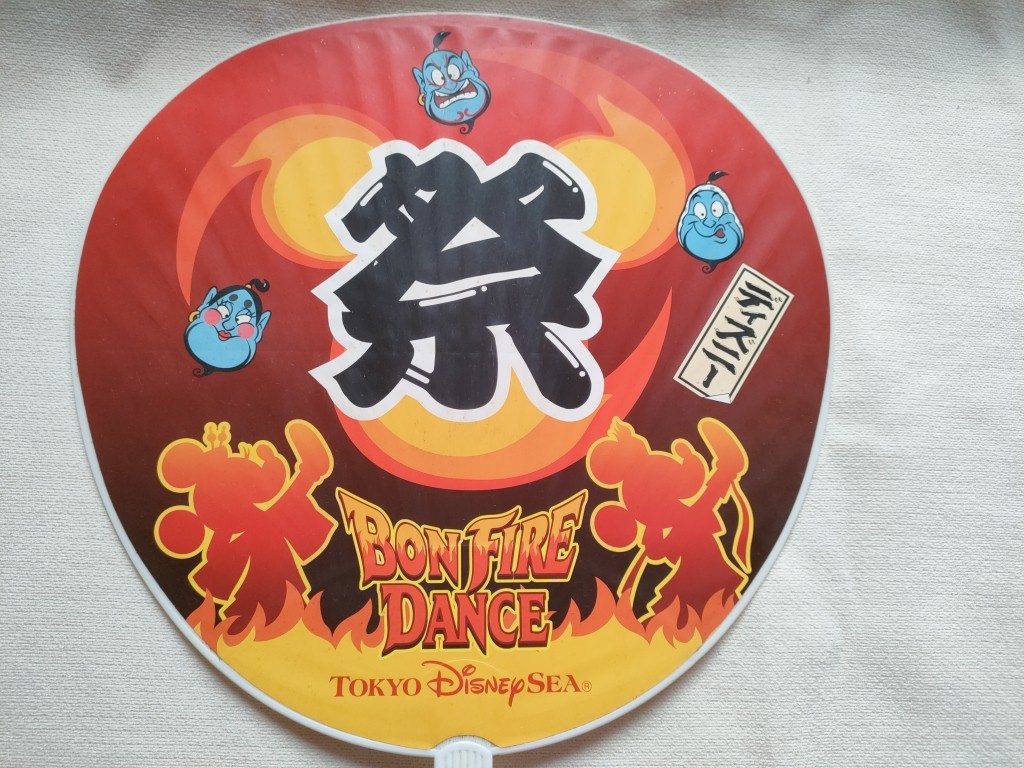 祭
ディズニー
BON FIRE
DANCE
TOKYO DISNEYSEA®